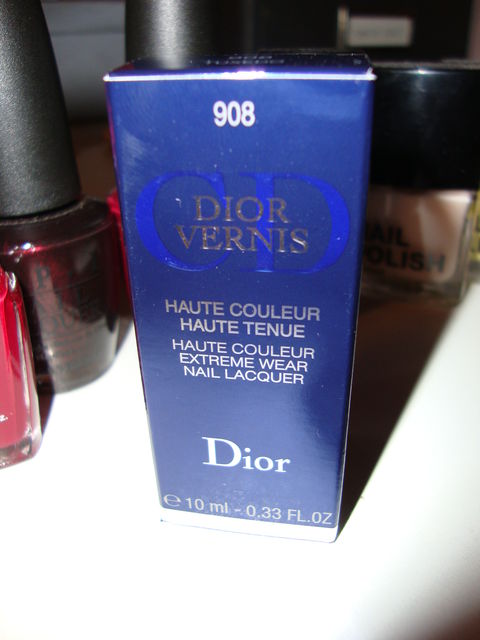 908
CD
DIOR
VERNIS
HAUTE COULEUR
HAUTE TENUE
HAUTE COULEUR
EXTREME WEAR
NAIL LACQUER
Dior
℮ 10 ml - 0.33 FL.OZ
NAIL
POLISH